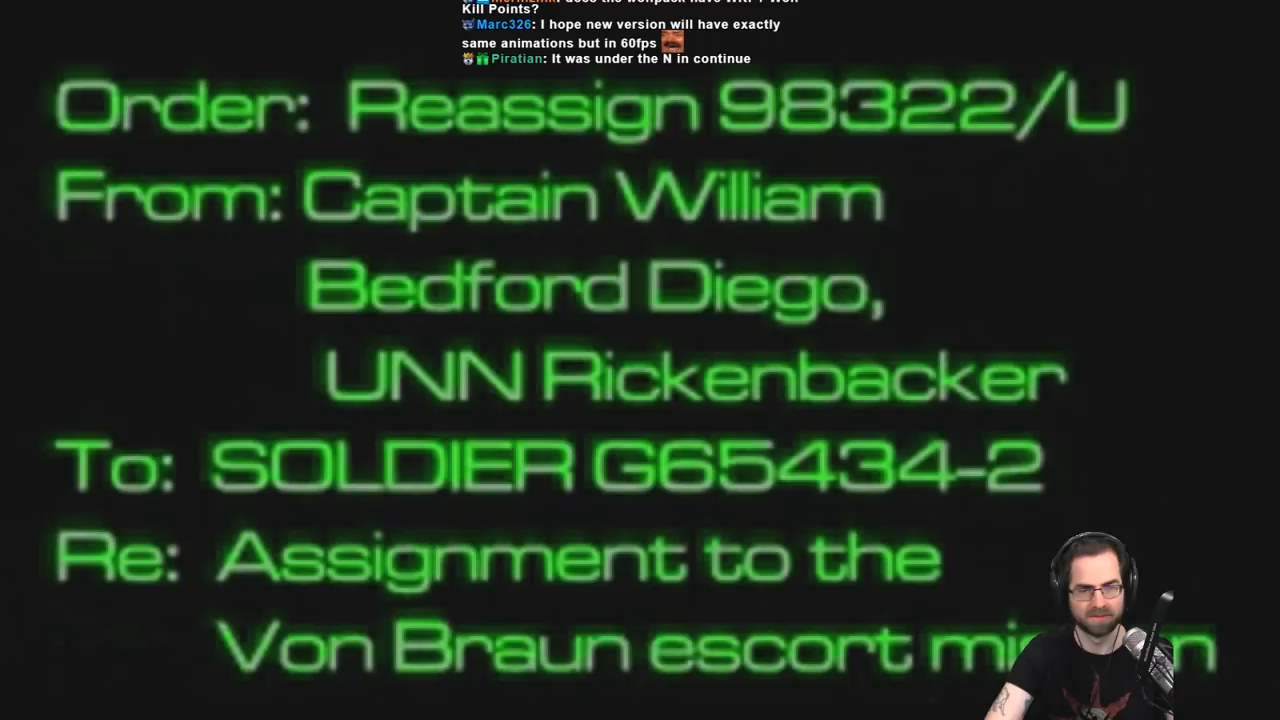 Kill Points?
Marc326: I hope new version will have exactly
same animations but in 60fps
Piratian: It was under the N in continue
Order: Reassign 98322/U
From: Captain William
Bedford Diego,
UNN Rickenbacker
To: SOLDIER G65434-2
Re: Assignment to the
Von Braun escort